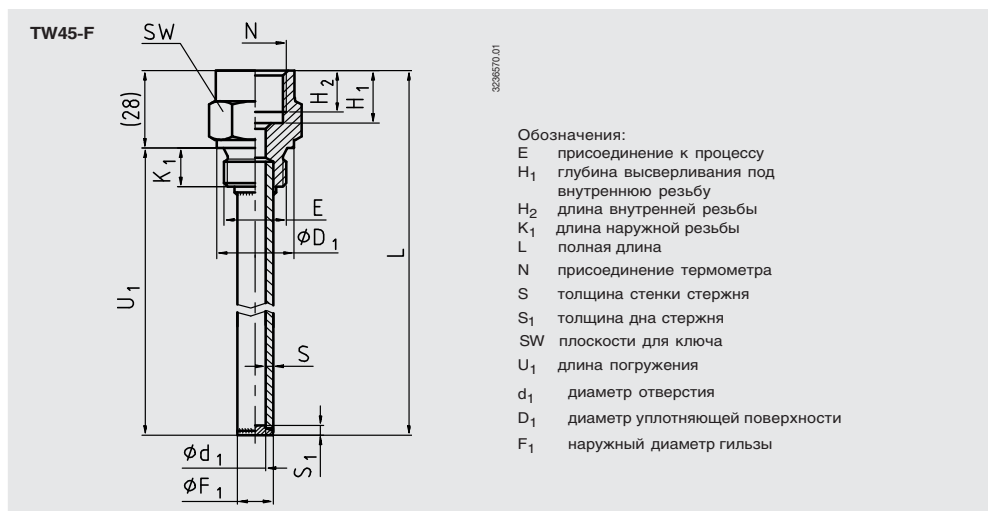 TW45-F
SW
N
3236570.01
(28)
H2
H1
K1
E
øD1
L
U1
S
ød1
S1
øF1
Обозначения:
E присоединение к процессу
H1 глубина высверливания под
внутреннюю резьбу
H2 длина внутренней резьбы
K1 длина наружной резьбы
L полная длина
N присоединение термометра
S толщина стенки стержня
S1 толщина дна стержня
SW плоскости для ключа
U1 длина погружения
d1 диаметр отверстия
D1 диаметр уплотняющей поверхности
F1 наружный диаметр гильзы